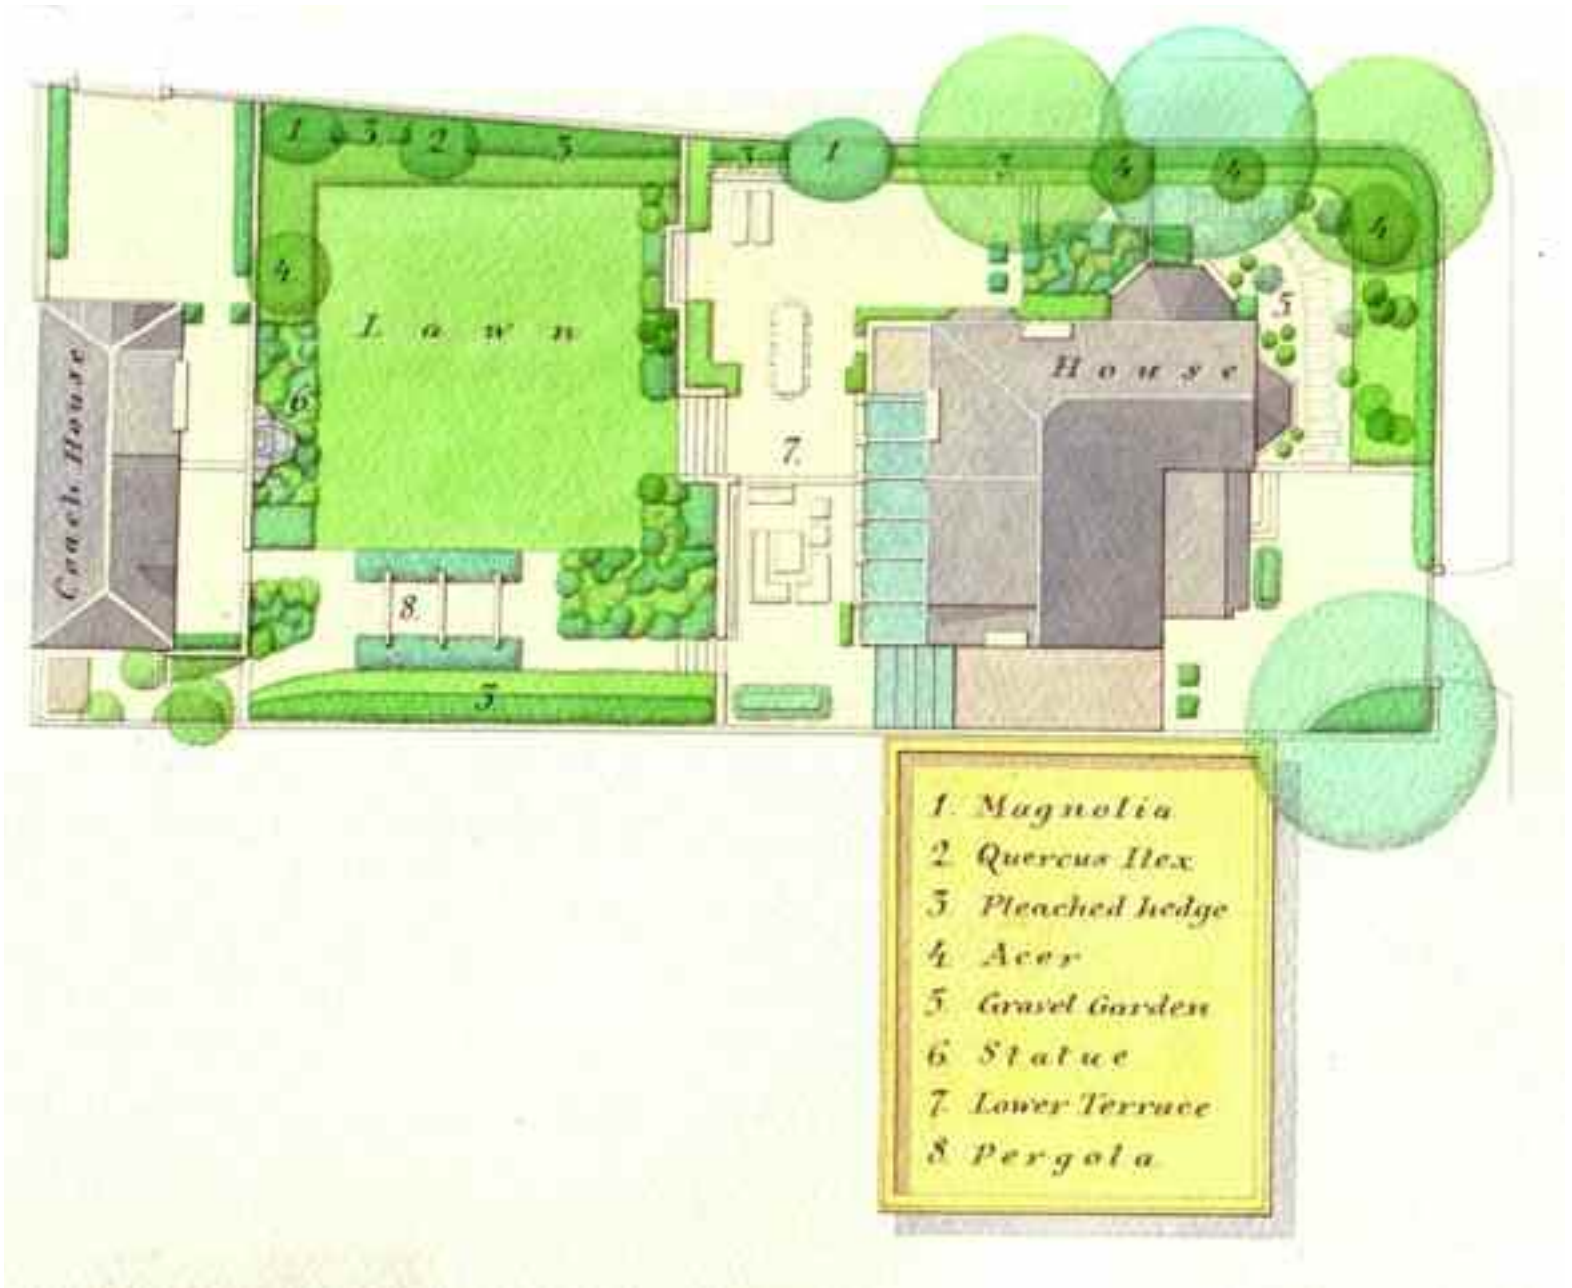 1 3 2 3 3 1 3 4 4
4 4
Lawn
5
House
Coach House
6
7.
8.
3
1. Magnolia
2 Quercus Ilex
3 Pleached hedge
4 Acer
5 Gravel Garden
6 Statue
7 Lower Terrace
8 Pergola